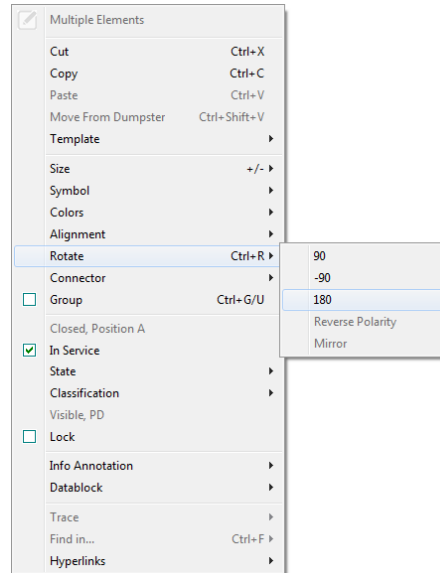 Multiple Elements
Cut Ctrl+X
Copy Ctrl+C
Paste Ctrl+V
Move From Dumpster Ctrl+Shift+V
Template
Size +/-
Symbol
Colors
Alignment
Rotate Ctrl+R
90
Connector
-90
Group Ctrl+G/U
180
Closed, Position A
Reverse Polarity
In Service
Mirror
State
Classification
Visible, PD
Lock
Info Annotation
Datablock
Trace
Find in... Ctrl+F
Hyperlinks